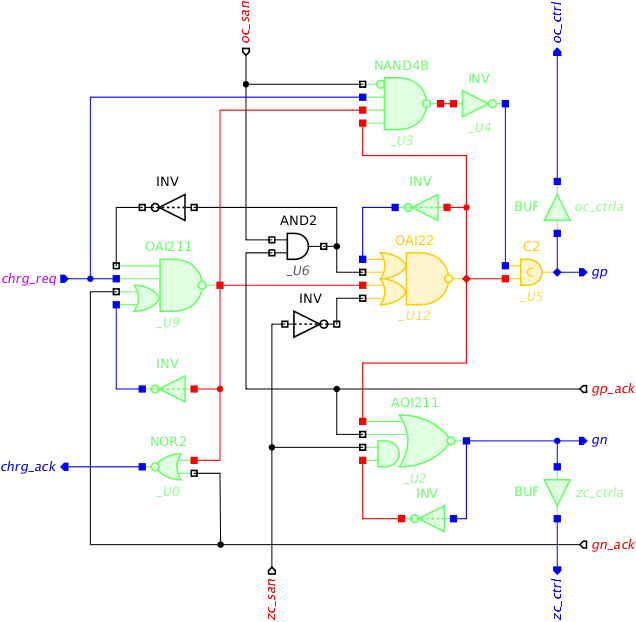 oc_san
oc_ctrl
NAND4B
INV
_U3
_U4
INV
INV
BUF
oc_ctrla
AND2
OAI211
OAI22
C2
_U6
chrg_req
gp
INV
_U9
_U12
_U5
INV
gp_ack
AOI211
NOR2
gn
chrg_ack
_U0
_U2
INV
BUF
zc_ctrla
gn_ack
zc_san
zc_ctrl